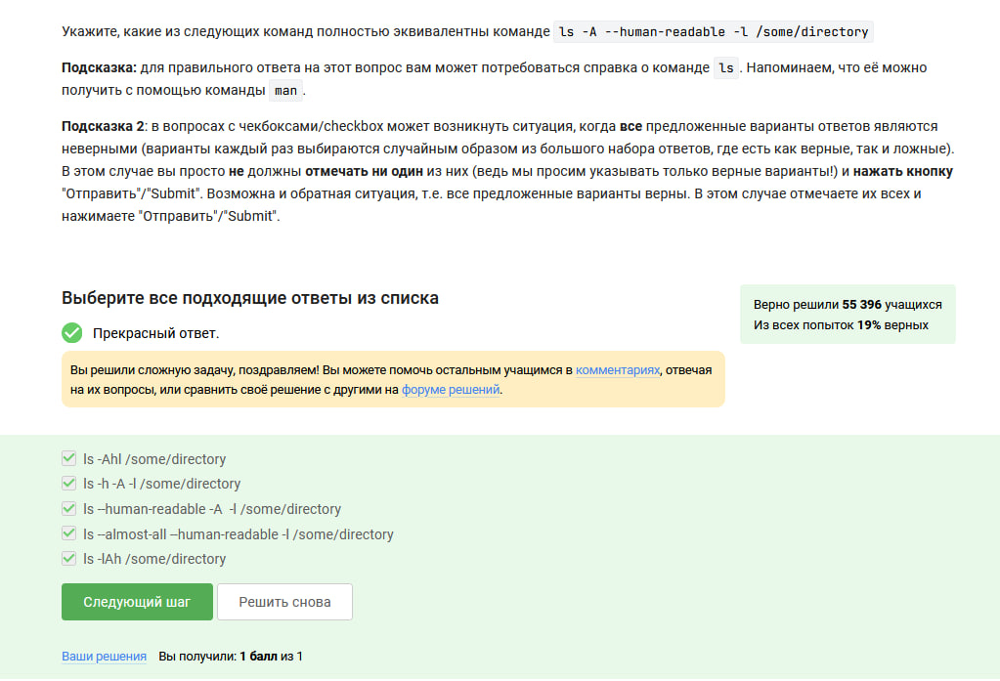 Укажите, какие из следующих команд полностью эквивалентны команде ls -A --human-readable -l /some/directory
Подсказка: для правильного ответа на этот вопрос вам может потребоваться справка о команде ls. Напоминаем, что её можно
получить с помощью команды man.
Подсказка 2: в вопросах с чекбоксами/checkbox может возникнуть ситуация, когда все предложенные варианты ответов являются
неверными (варианты каждый раз выбираются случайным образом из большого набора ответов, где есть как верные, так и ложные).
В этом случае вы просто не должны отмечать ни один из них (ведь мы просим указывать только верные варианты!) и нажать кнопку
"Отправить"/"Submit". Возможна и обратная ситуация, т.е. все предложенные варианты верны. В этом случае отмечаете их всех и
нажимаете "Отправить"/"Submit".
Выберите все подходящие ответы из списка
Верно решили 55 396 учащихся
Из всех попыток 19% верных
Прекрасный ответ.
Вы решили сложную задачу, поздравляем! Вы можете помочь остальным учащимся в комментариях, отвечая
на их вопросы, или сравнить своё решение с другими на форуме решений.
ls -Ahl /some/directory
ls -h -A -l /some/directory
ls --human-readable -A  -l /some/directory
ls --almost-all --human-readable -l /some/directory
ls -lAh /some/directory
Следующий шаг
Решить снова
Ваши решения Вы получили: 1 балл из 1